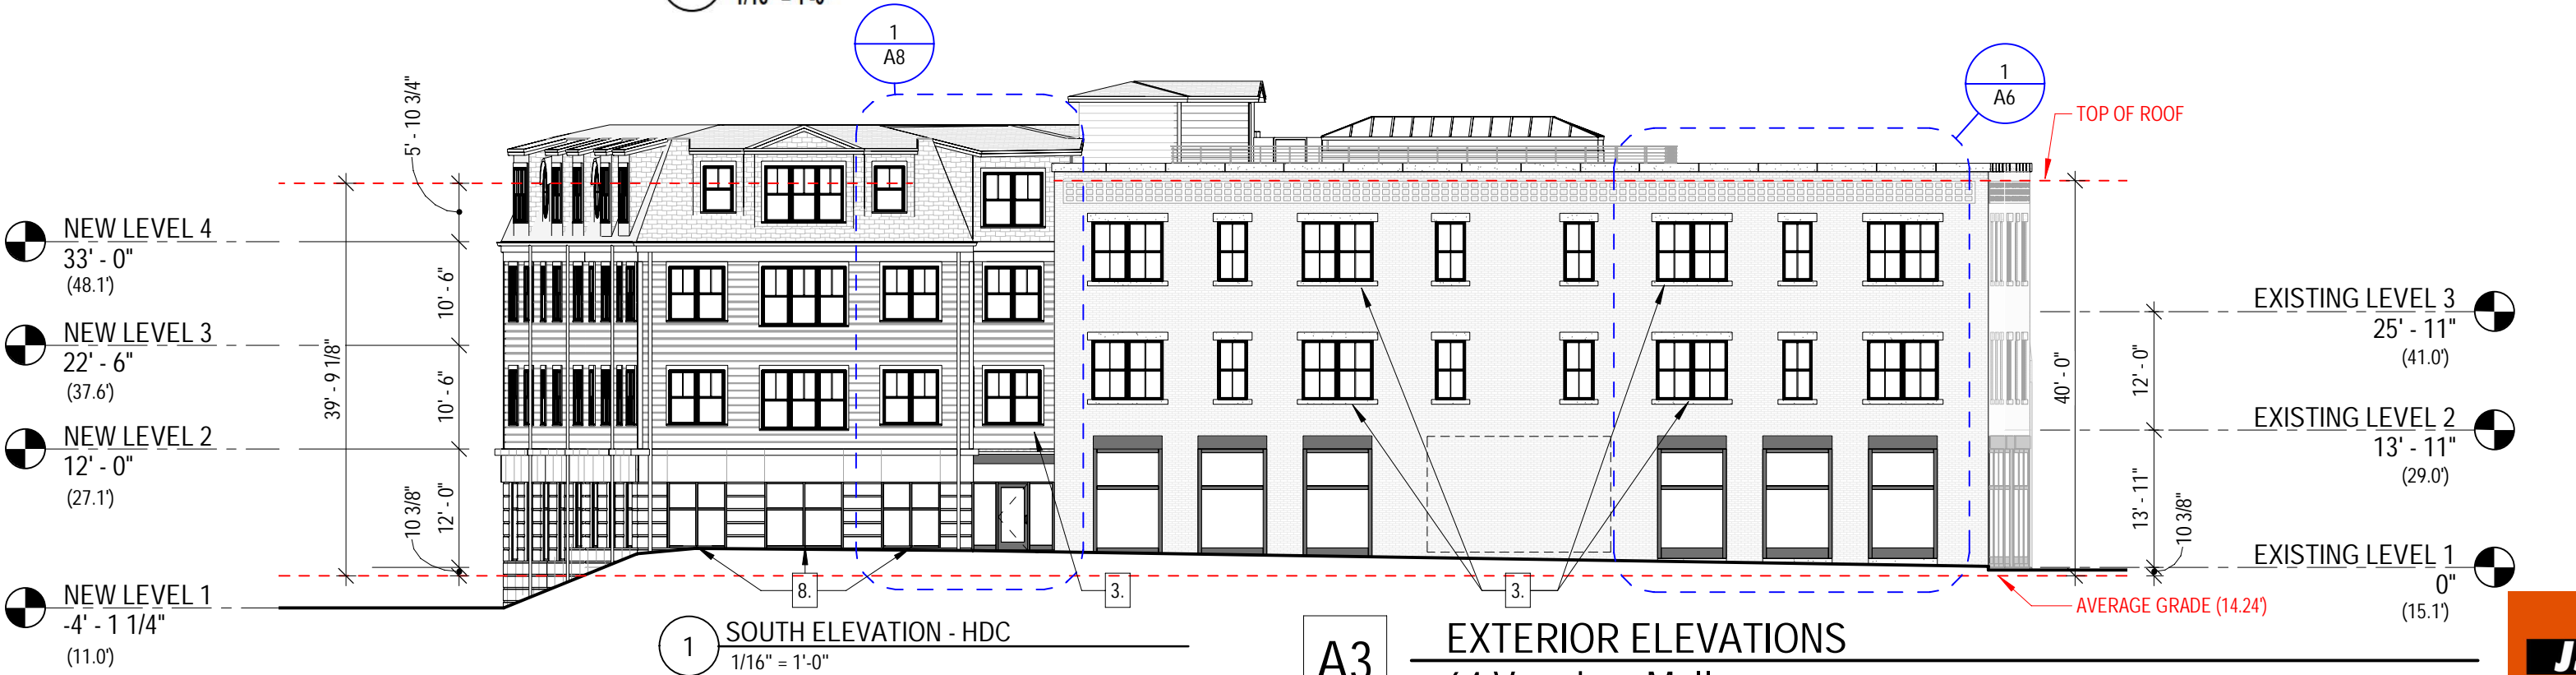 1/16" = 1'-0"
1
A8
1
A6
TOP OF ROOF
5' - 10 3/4"
NEW LEVEL 4
33' - 0"
(48.1')
10' - 6"
NEW LEVEL 3
22' - 6"
(37.6')
39' - 9 1/8"
10' - 6"
NEW LEVEL 2
12' - 0"
(27.1')
10 3/8"
12' - 0"
NEW LEVEL 1
-4' - 1 1/4"
(11.0')
EXISTING LEVEL 3
25' - 11"
(41.0')
40' - 0"
12' - 0"
EXISTING LEVEL 2
13' - 11"
(29.0')
13' - 11"
10 3/8"
EXISTING LEVEL 1
0"
(15.1')
AVERAGE GRADE (14.24')
8.
3.
3.
1
SOUTH ELEVATION - HDC
1/16" = 1'-0"
A3
EXTERIOR ELEVATIONS